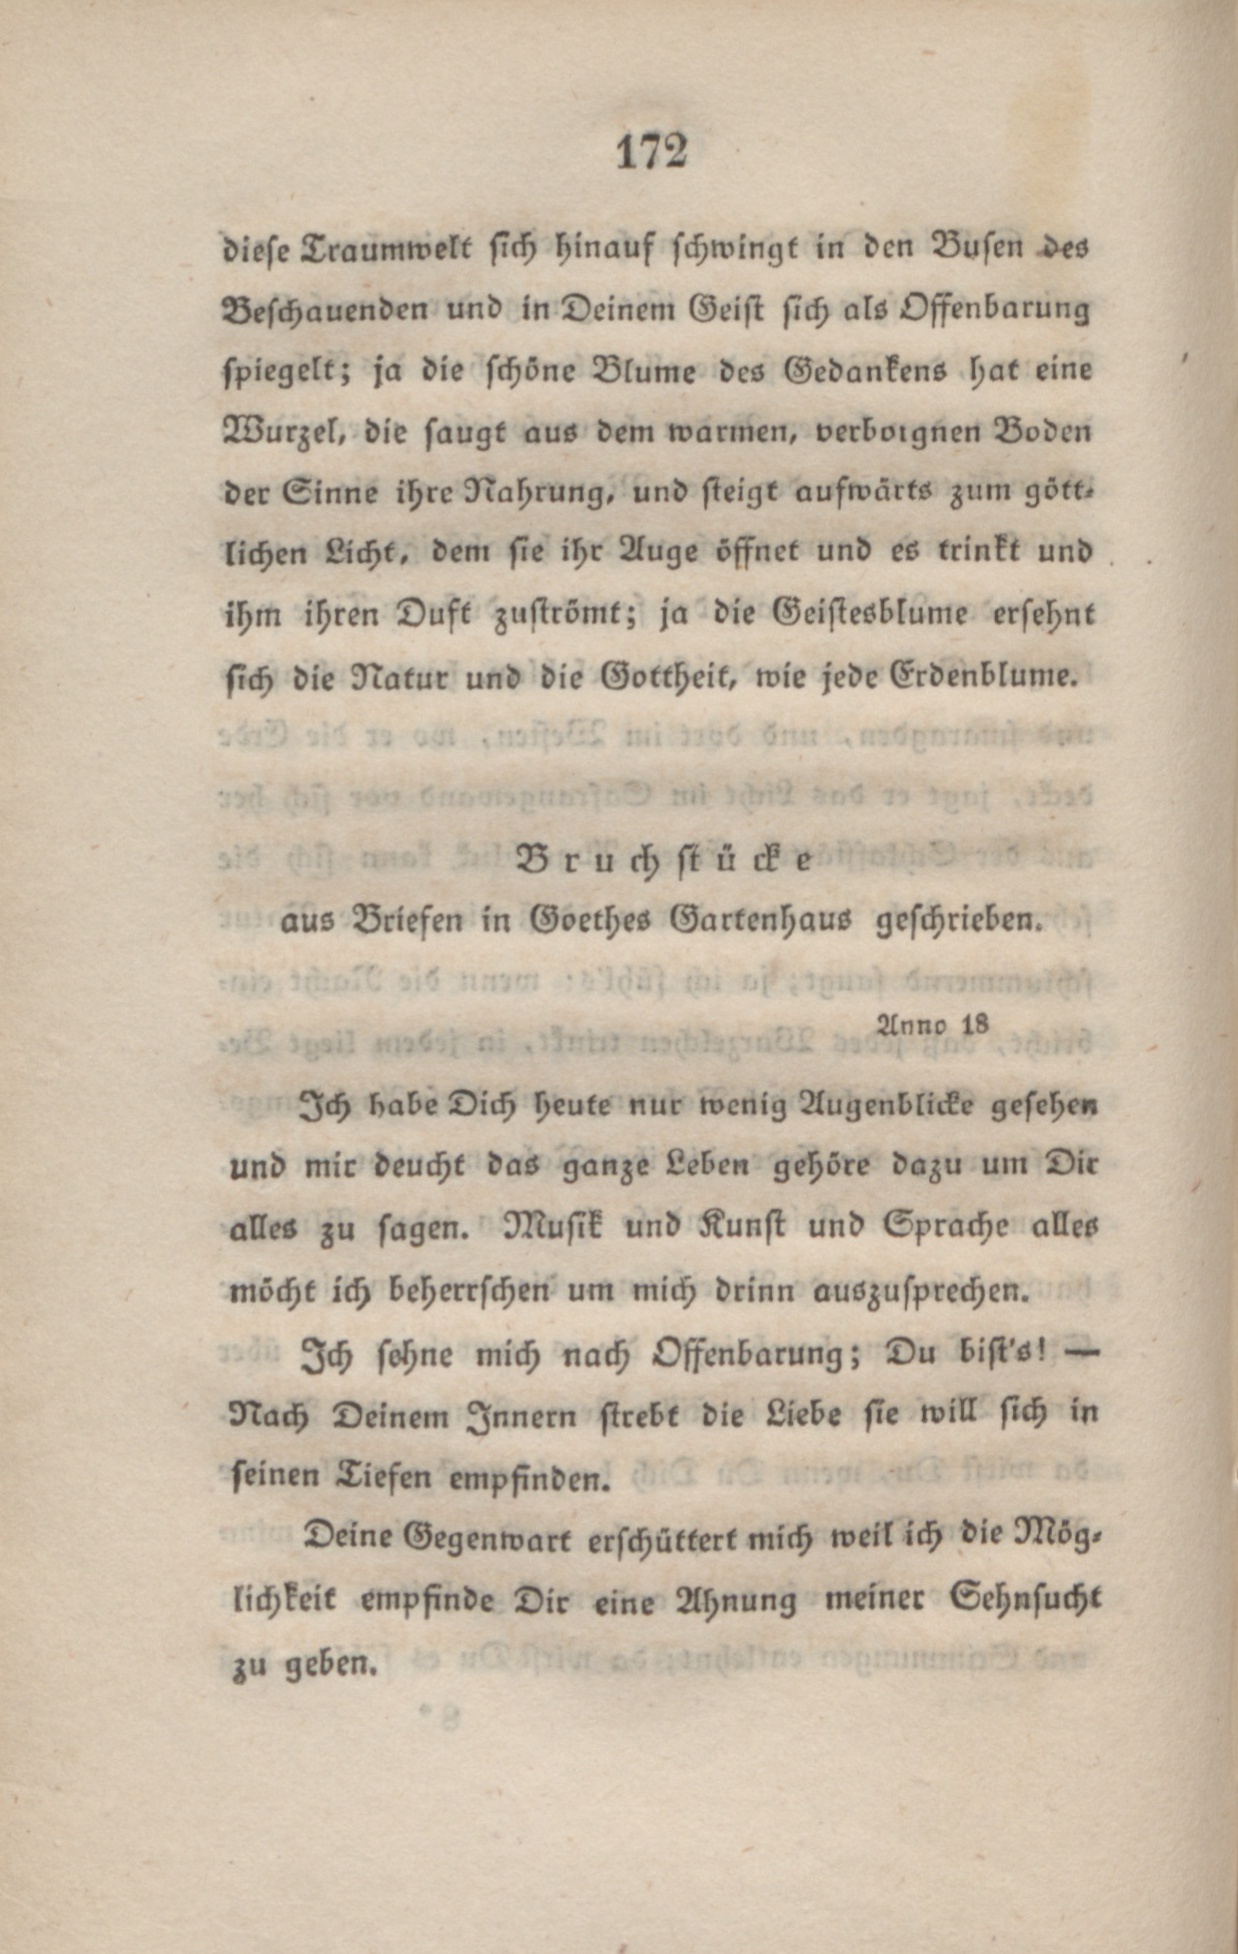 172
diese Traumwelt sich hinauf schwingt in den Busen des
Beschauenden und in Deinem Geist sich als Offenbarung
spiegelt; ja die schöne Blume des Gedankens hat eine
Wurzel, die saugt aus dem warmen, verborgnen Boden
der Sinne ihre Nahrung, und steigt aufwärts zum gött-
lichen Licht, dem sie ihr Auge öffnet und es trinkt und
ihm ihren Duft zuströmt; ja die Geistesblume ersehnt
sich die Natur und die Gottheit, wie jede Erdenblume.
Bruchstücke
aus Briefen in Goethes Gartenhaus geschrieben.
Anno 18
Ich habe Dich heute nur wenig Augenblicke gesehen
und mir deucht das ganze Leben gehöre dazu um Dir
alles zu sagen. Musik und Kunst und Sprache alles
möcht ich beherrschen um mich drinn auszusprechen.
Ich sehne mich nach Offenbarung; Du bist's! —
Nach Deinem Innern strebt die Liebe sie will sich in
seinen Tiefen empfinden.
Deine Gegenwart erschüttert mich weil ich die Mög-
lichkeit empfinde Dir eine Ahnung meiner Sehnsucht
zu geben.